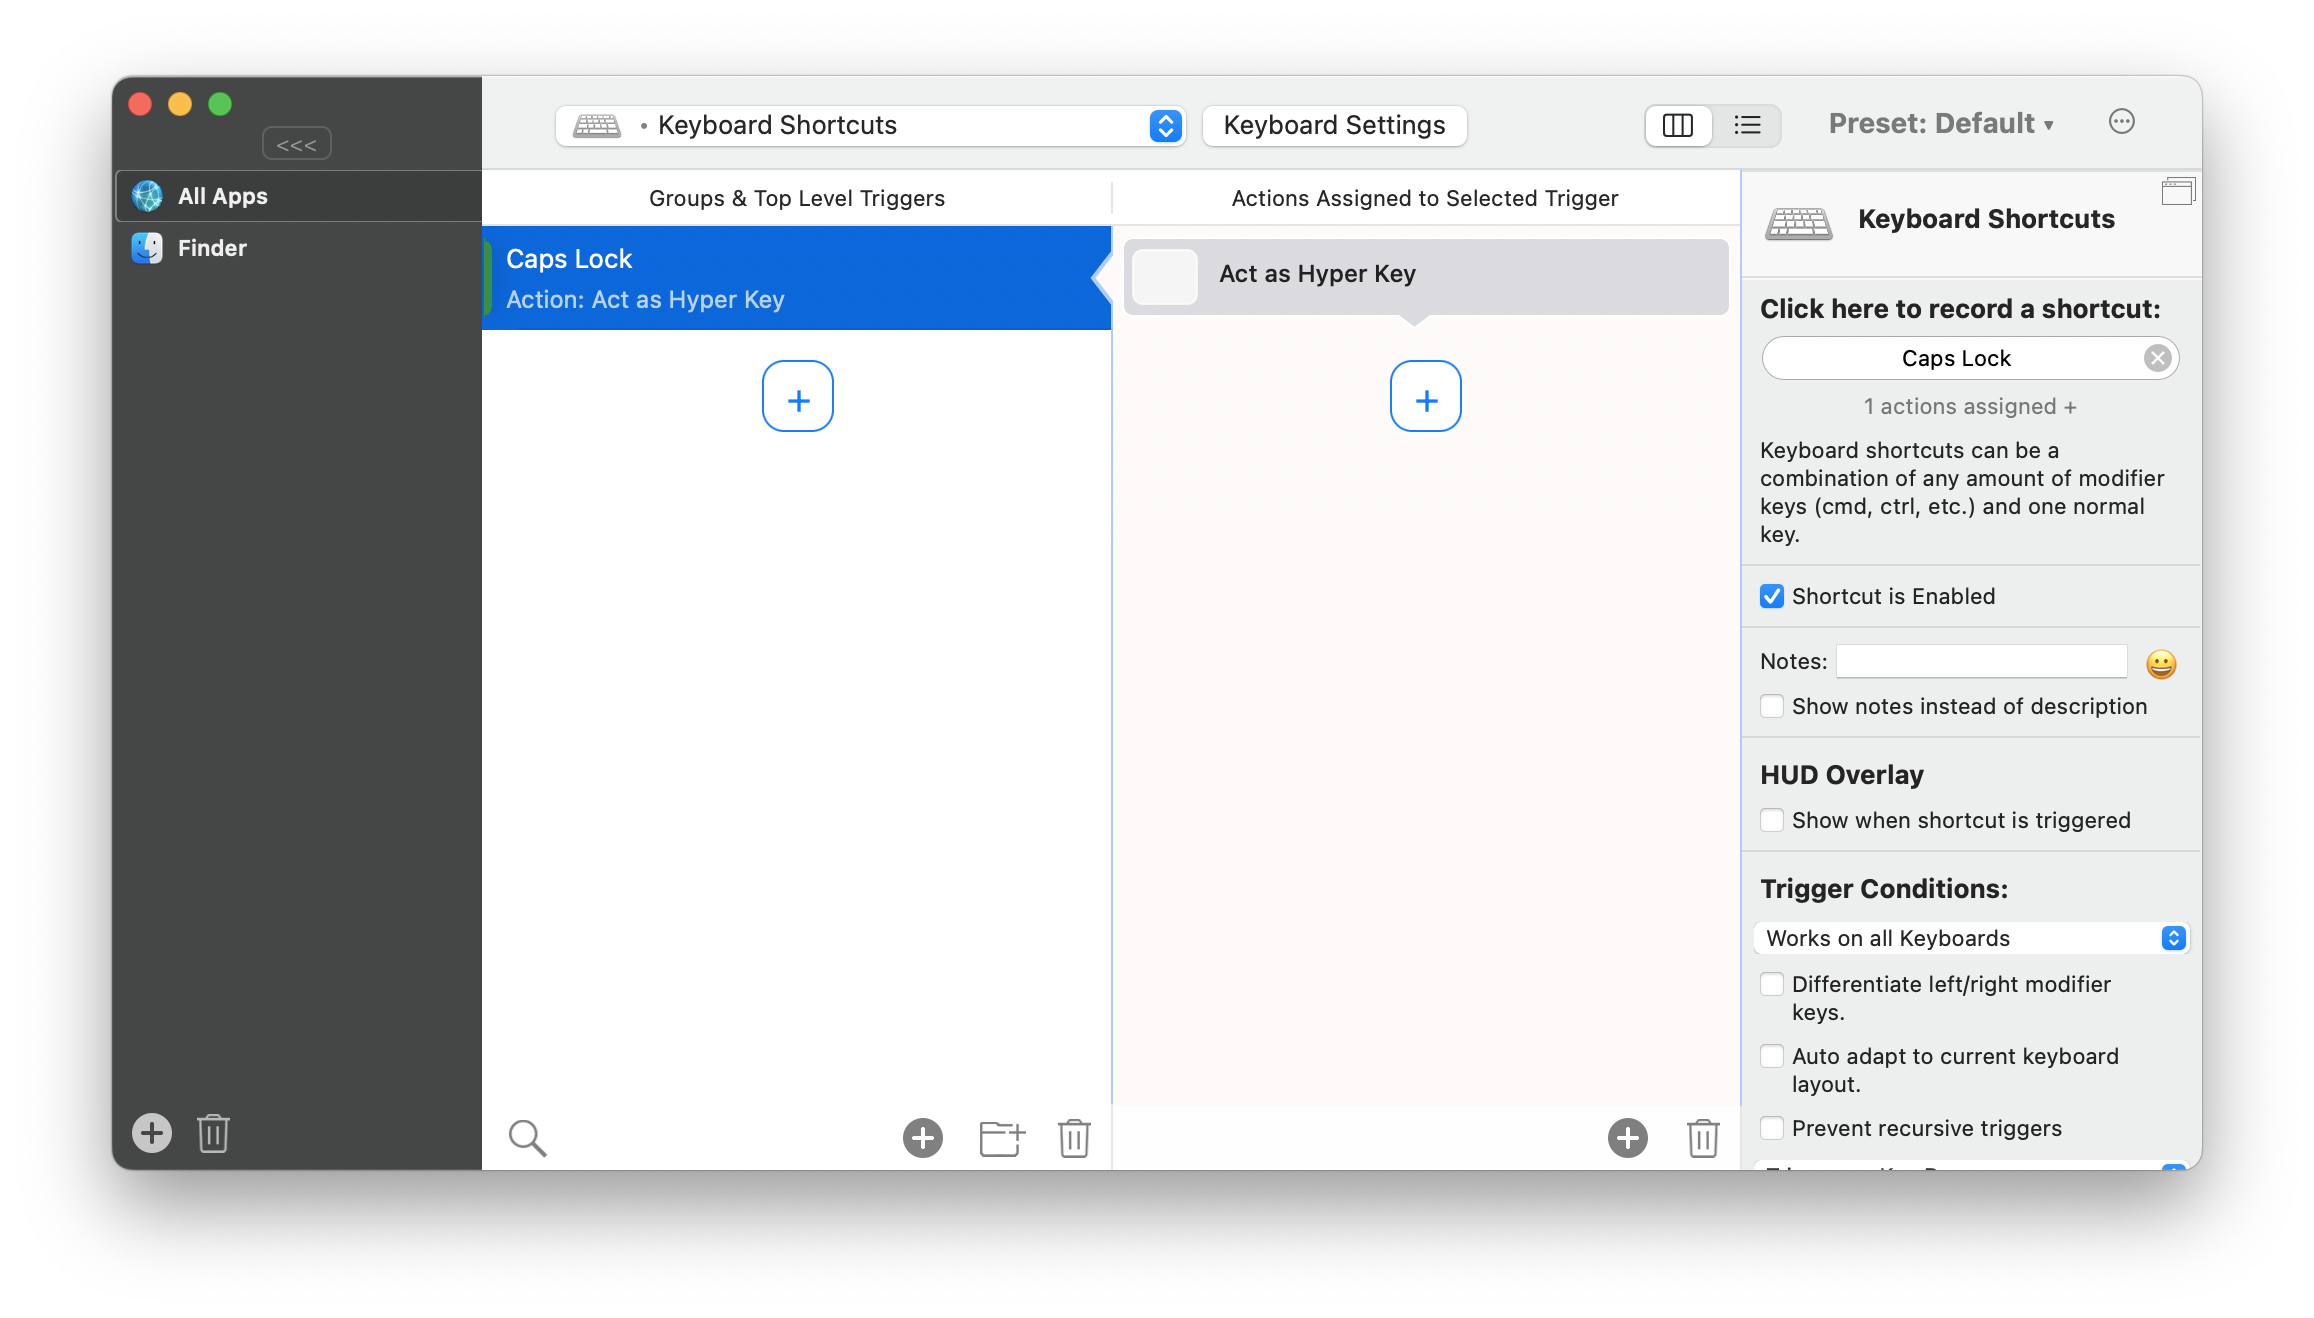 <<<
All Apps
Finder
Keyboard Shortcuts
Keyboard Settings
Preset: Default ▾
Groups & Top Level Triggers
Caps Lock
Action: Act as Hyper Key
+
Actions Assigned to Selected Trigger
Act as Hyper Key
+
Keyboard Shortcuts
Click here to record a shortcut:
Caps Lock
1 actions assigned +
Keyboard shortcuts can be a
combination of any amount of modifier
keys (cmd, ctrl, etc.) and one normal
key.
Shortcut is Enabled
Notes:
Show notes instead of description
HUD Overlay
Show when shortcut is triggered
Trigger Conditions:
Works on all Keyboards
Differentiate left/right modifier
keys.
Auto adapt to current keyboard
layout.
Prevent recursive triggers